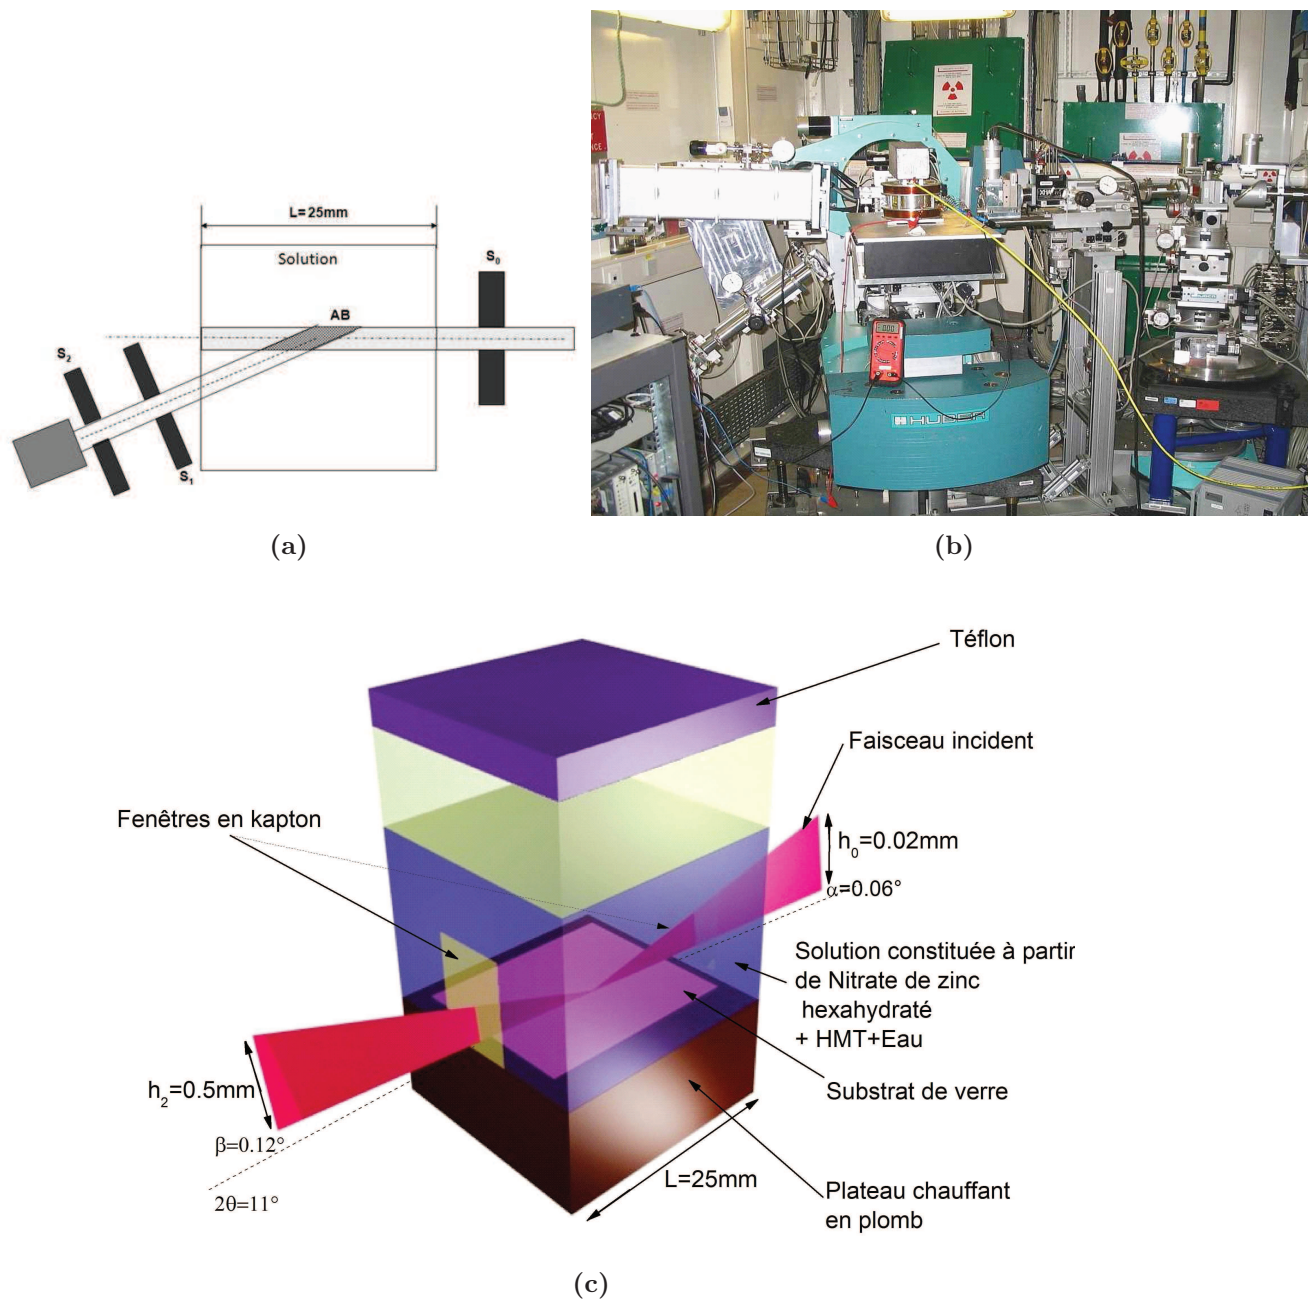 L=25mm
Solution
S0
AB
S2
S1
HUBER
(a)
(b)
Téflon
Faisceau incident
Fenêtres en kapton
h0=0.02mm
α=0.06°
Solution constituée à partir
de Nitrate de zinc
hexahydraté
+ HMT+Eau
h2=0.5mm
Substrat de verre
β=0.12°
L=25mm
2θ=11°
Plateau chauffant
en plomb
(c)